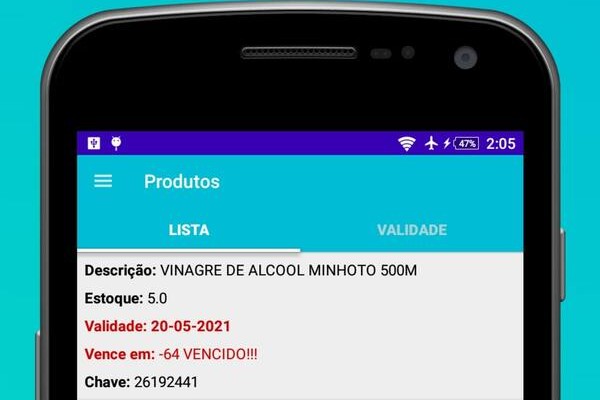 47% 2:05
Produtos
LISTA VALIDADE
Descrição: VINAGRE DE ALCOOL MINHOTO 500M
Estoque: 5.0
Validade: 20-05-2021
Vence em: -64 VENCIDO!!!
Chave: 26192441